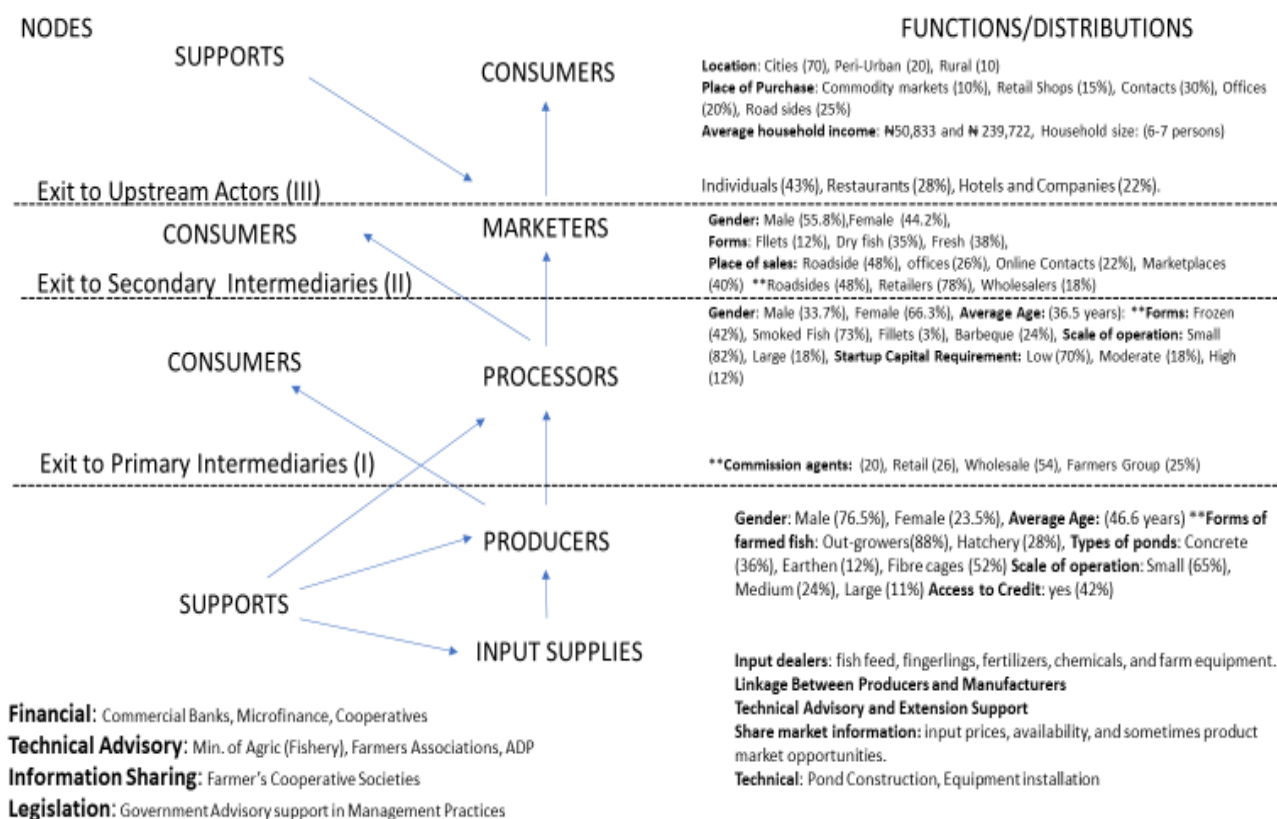 NODES
FUNCTIONS/DISTRIBUTIONS
SUPPORTS
CONSUMERS
Location: Cities (70), Peri-Urban (20), Rural (10)
Place of Purchase: Commodity markets (10%), Retail Shops (15%), Contacts (30%), Offices
(20%), Road sides (25%)
Average household income: ₦50,833 and ₦ 239,722, Household size: (6-7 persons)
Exit to Upstream Actors (III)
Individuals (43%), Restaurants (28%), Hotels and Companies (22%).
CONSUMERS
MARKETERS
Gender: Male (55.8%),Female (44.2%),
Forms: Fllets (12%), Dry fish (35%), Fresh (38%),
Place of sales: Roadside (48%), offices (26%), Online Contacts (22%), Marketplaces
(40%) **Roadsides (48%), Retailers (78%), Wholesalers (18%)
Exit to Secondary Intermediaries (II)
Gender: Male (33.7%), Female (66.3%), Average Age: (36.5 years): **Forms: Frozen
(42%), Smoked Fish (73%), Fillets (3%), Barbeque (24%), Scale of operation: Small
(82%), Large (18%), Startup Capital Requirement: Low (70%), Moderate (18%), High
(12%)
CONSUMERS
PROCESSORS
Exit to Primary Intermediaries (I)
**Commission agents: (20), Retail (26), Wholesale (54), Farmers Group (25%)
PRODUCERS
Gender: Male (76.5%), Female (23.5%), Average Age: (46.6 years) **Forms of
farmed fish: Out-growers(88%), Hatchery (28%), Types of ponds: Concrete
(36%), Earthen (12%), Fibre cages (52%) Scale of operation: Small (65%),
Medium (24%), Large (11%) Access to Credit: yes (42%)
SUPPORTS
INPUT SUPPLIES
Input dealers: fish feed, fingerlings, fertilizers, chemicals, and farm equipment.
Linkage Between Producers and Manufacturers
Technical Advisory and Extension Support
Share market information: input prices, availability, and sometimes product
market opportunities.
Technical: Pond Construction, Equipment installation
Financial: Commercial Banks, Microfinance, Cooperatives
Technical Advisory: Min. of Agric (Fishery), Farmers Associations, ADP
Information Sharing: Farmer's Cooperative Societies
Legislation: Government Advisory support in Management Practices